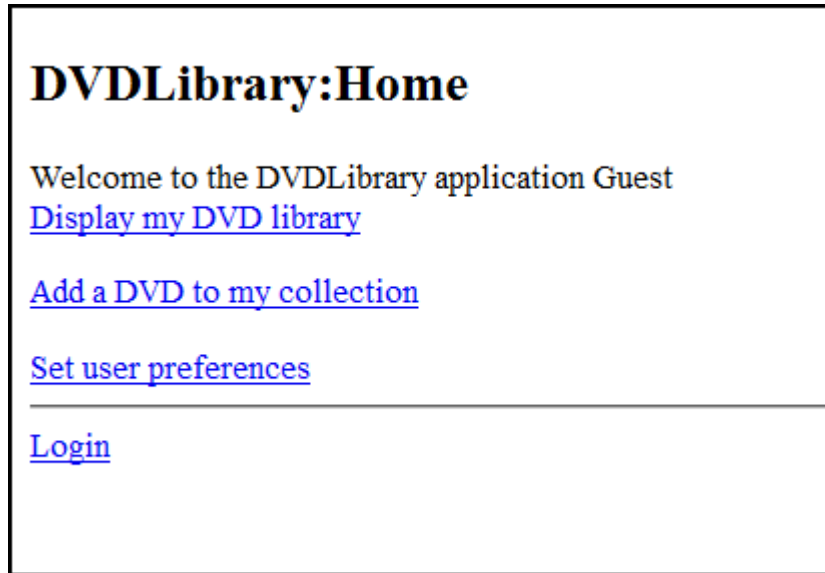 DVDLibrary:Home
Welcome to the DVDLibrary application Guest
Display my DVD library
Add a DVD to my collection
Set user preferences
Login